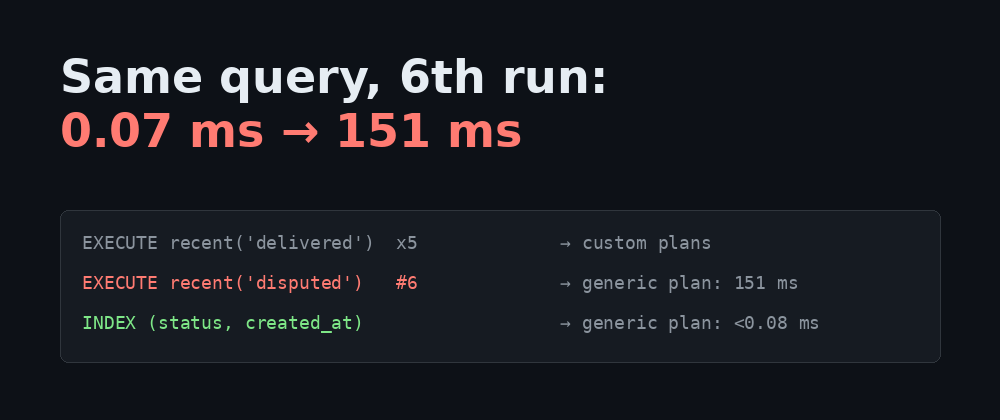 Same query, 6th run:
0.07 ms → 151 ms
EXECUTE recent('delivered')  x5 → custom plans
EXECUTE recent('disputed')   #6 → generic plan: 151 ms
INDEX (status, created_at) → generic plan: <0.08 ms